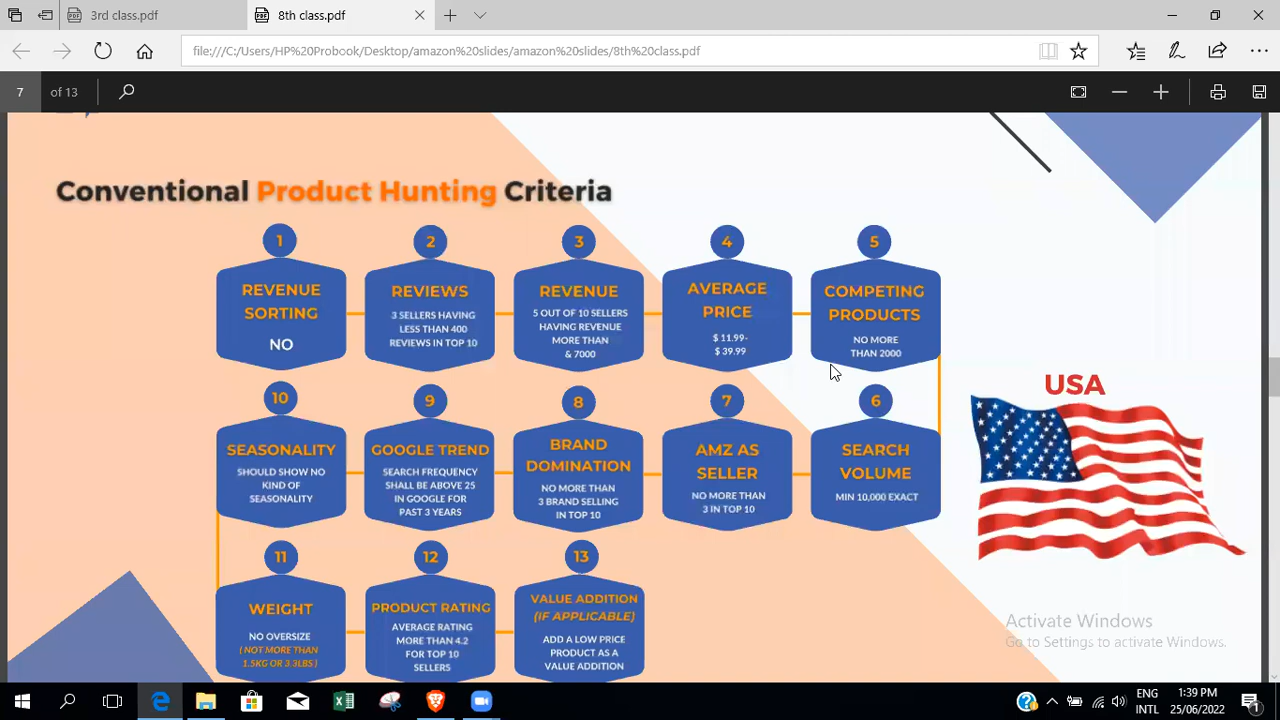 3rd class.pdf
8th class.pdf
file:///C:/Users/HP%20Probook/Desktop/amazon%20slides/amazon%20slides/8th%20class.pdf
7 of 13
Conventional Product Hunting Criteria
1
REVENUE
SORTING
NO
2
REVIEWS
3 SELLERS HAVING
LESS THAN 400
REVIEWS IN TOP 10
3
REVENUE
5 OUT OF 10 SELLERS
HAVING REVENUE
MORE THAN
& 7000
4
AVERAGE
PRICE
$ 11.99-
$ 39.99
5
COMPETING
PRODUCTS
NO MORE
THAN 2000
USA
10
SEASONALITY
SHOULD SHOW NO
KIND OF
SEASONALITY
9
GOOGLE TREND
SEARCH FREQUENCY
SHALL BE ABOVE 25
IN GOOGLE FOR
PAST 3 YEARS
8
BRAND
DOMINATION
NO MORE THAN
3 BRAND SELLING
IN TOP 10
7
AMZ AS
SELLER
NO MORE THAN
3 IN TOP 10
6
SEARCH
VOLUME
MIN 10,000 EXACT
11
WEIGHT
NO OVERSIZE
( NOT MORE THAN
1.5KG OR 3.3LBS )
12
PRODUCT RATING
AVERAGE RATING
MORE THAN 4.2
FOR TOP 10
SELLERS
13
VALUE ADDITION
(IF APPLICABLE)
ADD A LOW PRICE
PRODUCT AS A
VALUE ADDITION
Activate Windows
Go to Settings to activate Windows.
ENG
INTL
1:39 PM
25/06/2022
1